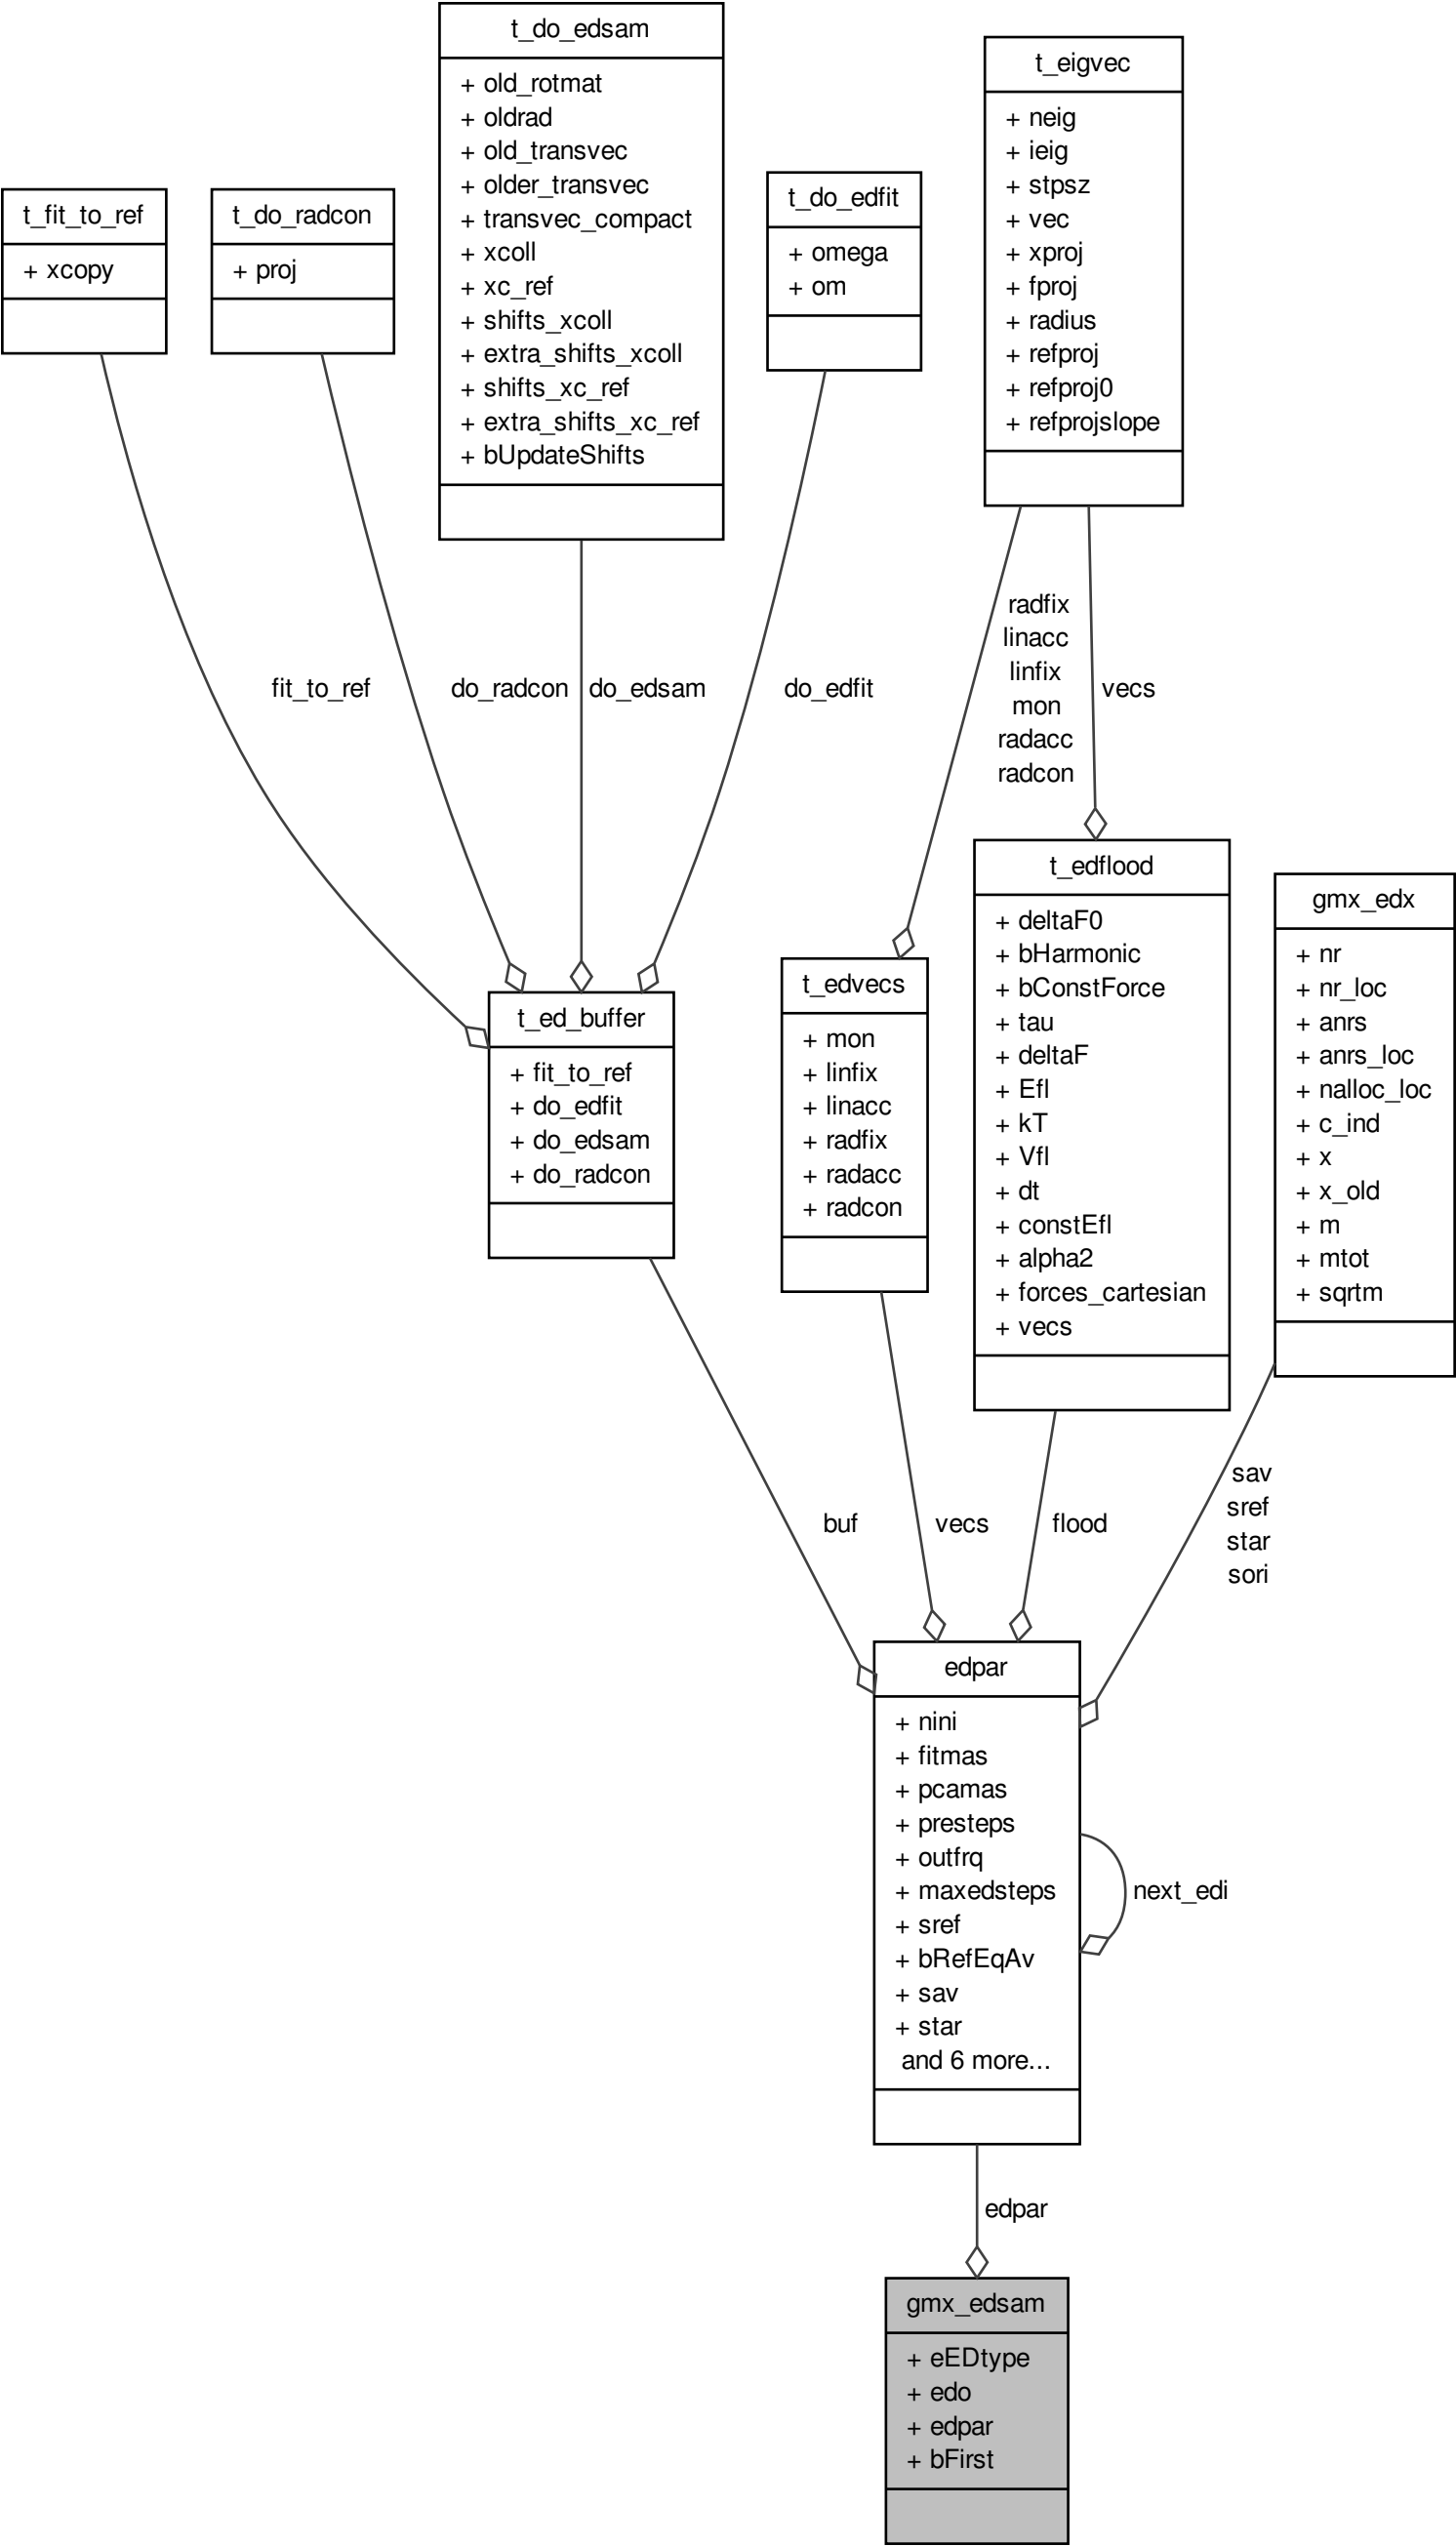 t_do_edsam
+ old_rotmat
+ oldrad
+ old_transvec
+ older_transvec
+ transvec_compact
+ xcoll
+ xc_ref
+ shifts_xcoll
+ extra_shifts_xcoll
+ shifts_xc_ref
+ extra_shifts_xc_ref
+ bUpdateShifts
t_eigvec
+ neig
+ ieig
+ stpsz
+ vec
+ xproj
+ fproj
+ radius
+ refproj
+ refproj0
+ refprojslope
t_fit_to_ref
+ xcopy
t_do_radcon
+ proj
t_do_edfit
+ omega
+ om
fit_to_ref
do_radcon
do_edsam
do_edfit
radfix
linacc
linfix
mon
radacc
radcon
vecs
t_ed_buffer
+ fit_to_ref
+ do_edfit
+ do_edsam
+ do_radcon
t_edvecs
+ mon
+ linfix
+ linacc
+ radfix
+ radacc
+ radcon
t_edflood
+ deltaF0
+ bHarmonic
+ bConstForce
+ tau
+ deltaF
+ Efl
+ kT
+ Vfl
+ dt
+ constEfl
+ alpha2
+ forces_cartesian
+ vecs
gmx_edx
+ nr
+ nr_loc
+ anrs
+ anrs_loc
+ nalloc_loc
+ c_ind
+ x
+ x_old
+ m
+ mtot
+ sqrtm
buf
vecs
flood
sav
sref
star
sori
edpar
+ nini
+ fitmas
+ pcamas
+ presteps
+ outfrq
+ maxedsteps
+ sref
+ bRefEqAv
+ sav
+ star
and 6 more...
next_edi
edpar
gmx_edsam
+ eEDtype
+ edo
+ edpar
+ bFirst